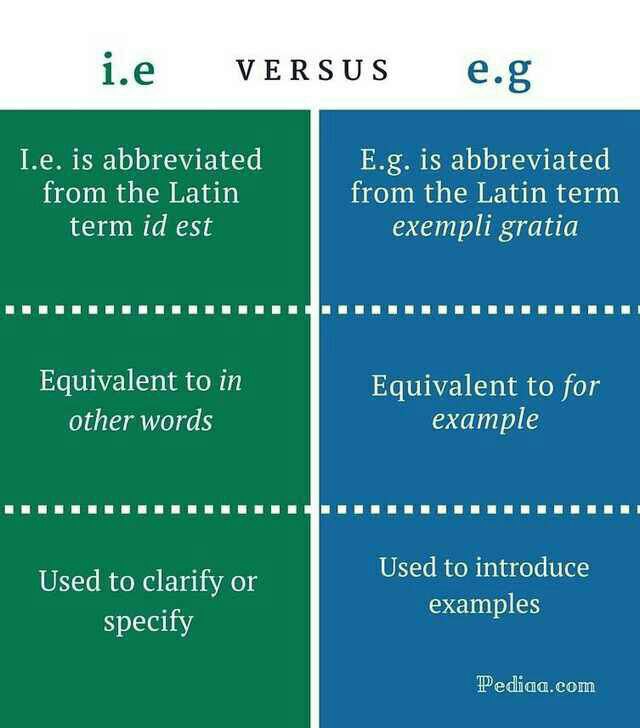 i.e VERSUS e.g
I.e. is abbreviated
from the Latin
term id est
E.g. is abbreviated
from the Latin term
exempli gratia
Equivalent to in
other words
Equivalent to for
example
Used to clarify or
specify
Used to introduce
examples
Pediaa.com